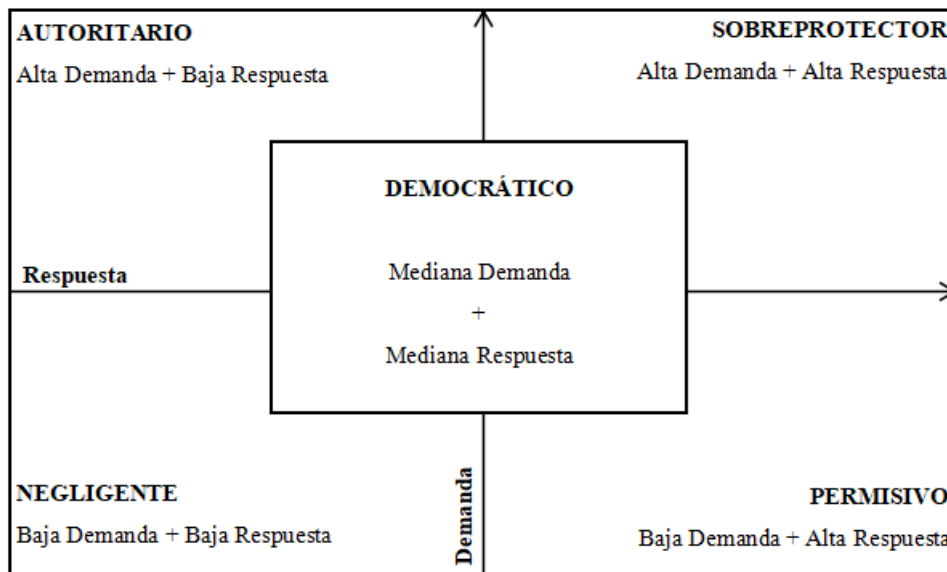 AUTORITARIO
Alta Demanda + Baja Respuesta
SOBREPROTECTOR
Alta Demanda + Alta Respuesta
DEMOCRÁTICO
Mediana Demanda
+
Mediana Respuesta
Respuesta
NEGLIGENTE
Baja Demanda + Baja Respuesta
Demanda
PERMISIVO
Baja Demanda + Alta Respuesta